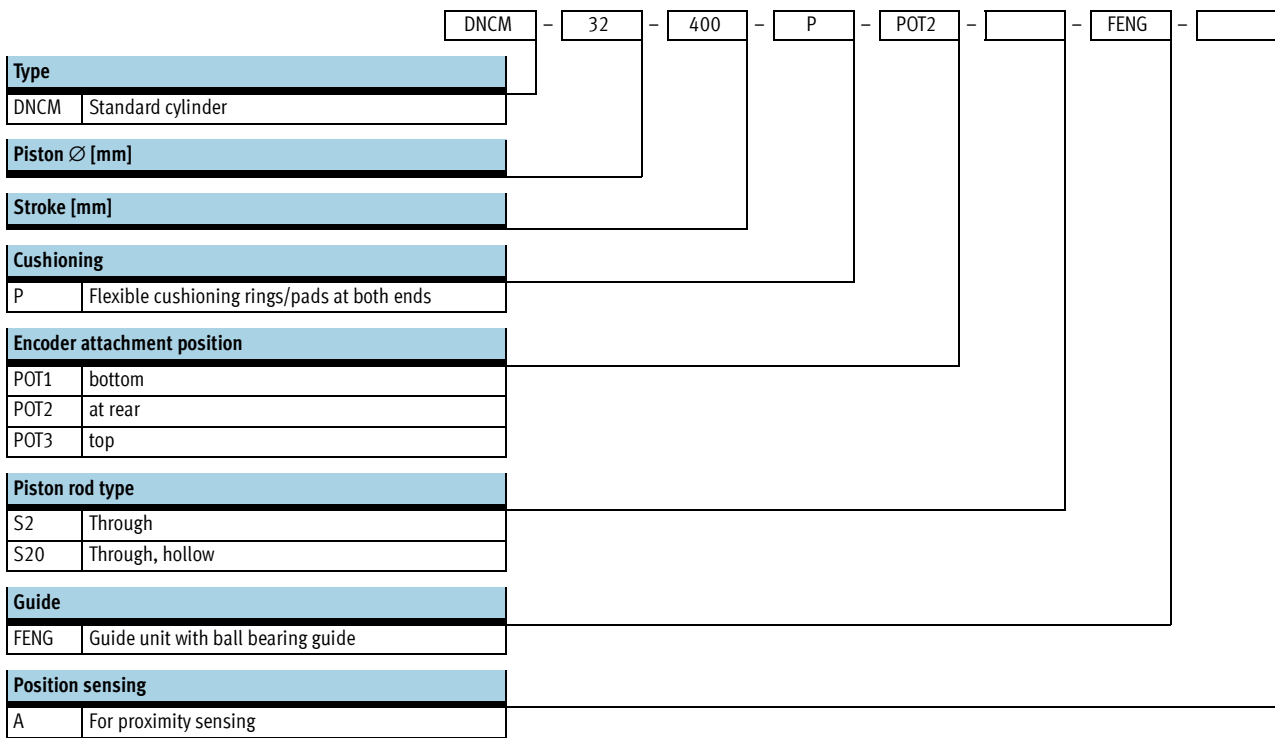 DNCM – 32 – 400 – P – POT2 – – FENG –
Type
DNCM Standard cylinder
Piston ∅ [mm]
Stroke [mm]
Cushioning
P Flexible cushioning rings/pads at both ends
Encoder attachment position
POT1 bottom
POT2 at rear
POT3 top
Piston rod type
S2 Through
S20 Through, hollow
Guide
FENG Guide unit with ball bearing guide
Position sensing
A For proximity sensing